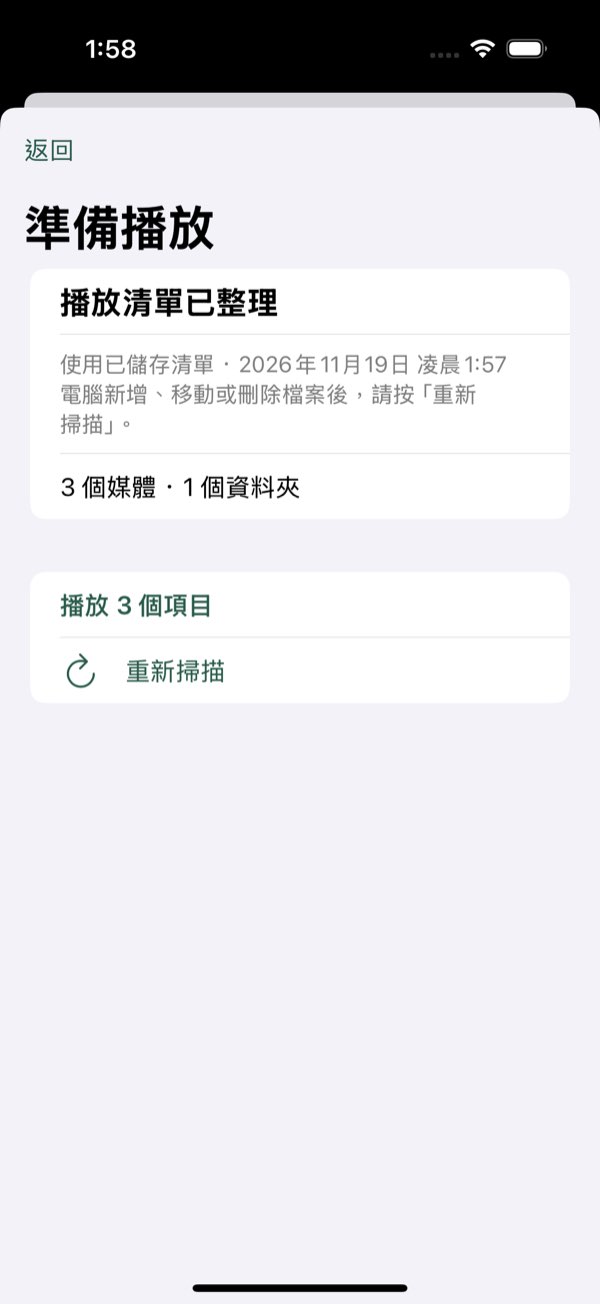 1:58
返回
準備播放
播放清單已整理
使用已儲存清單·2026年11月19日 凌晨1:57
電腦新增、移動或刪除檔案後,請按「重新
掃描」。
3 個媒體·1 個資料夾
播放 3 個項目
重新掃描